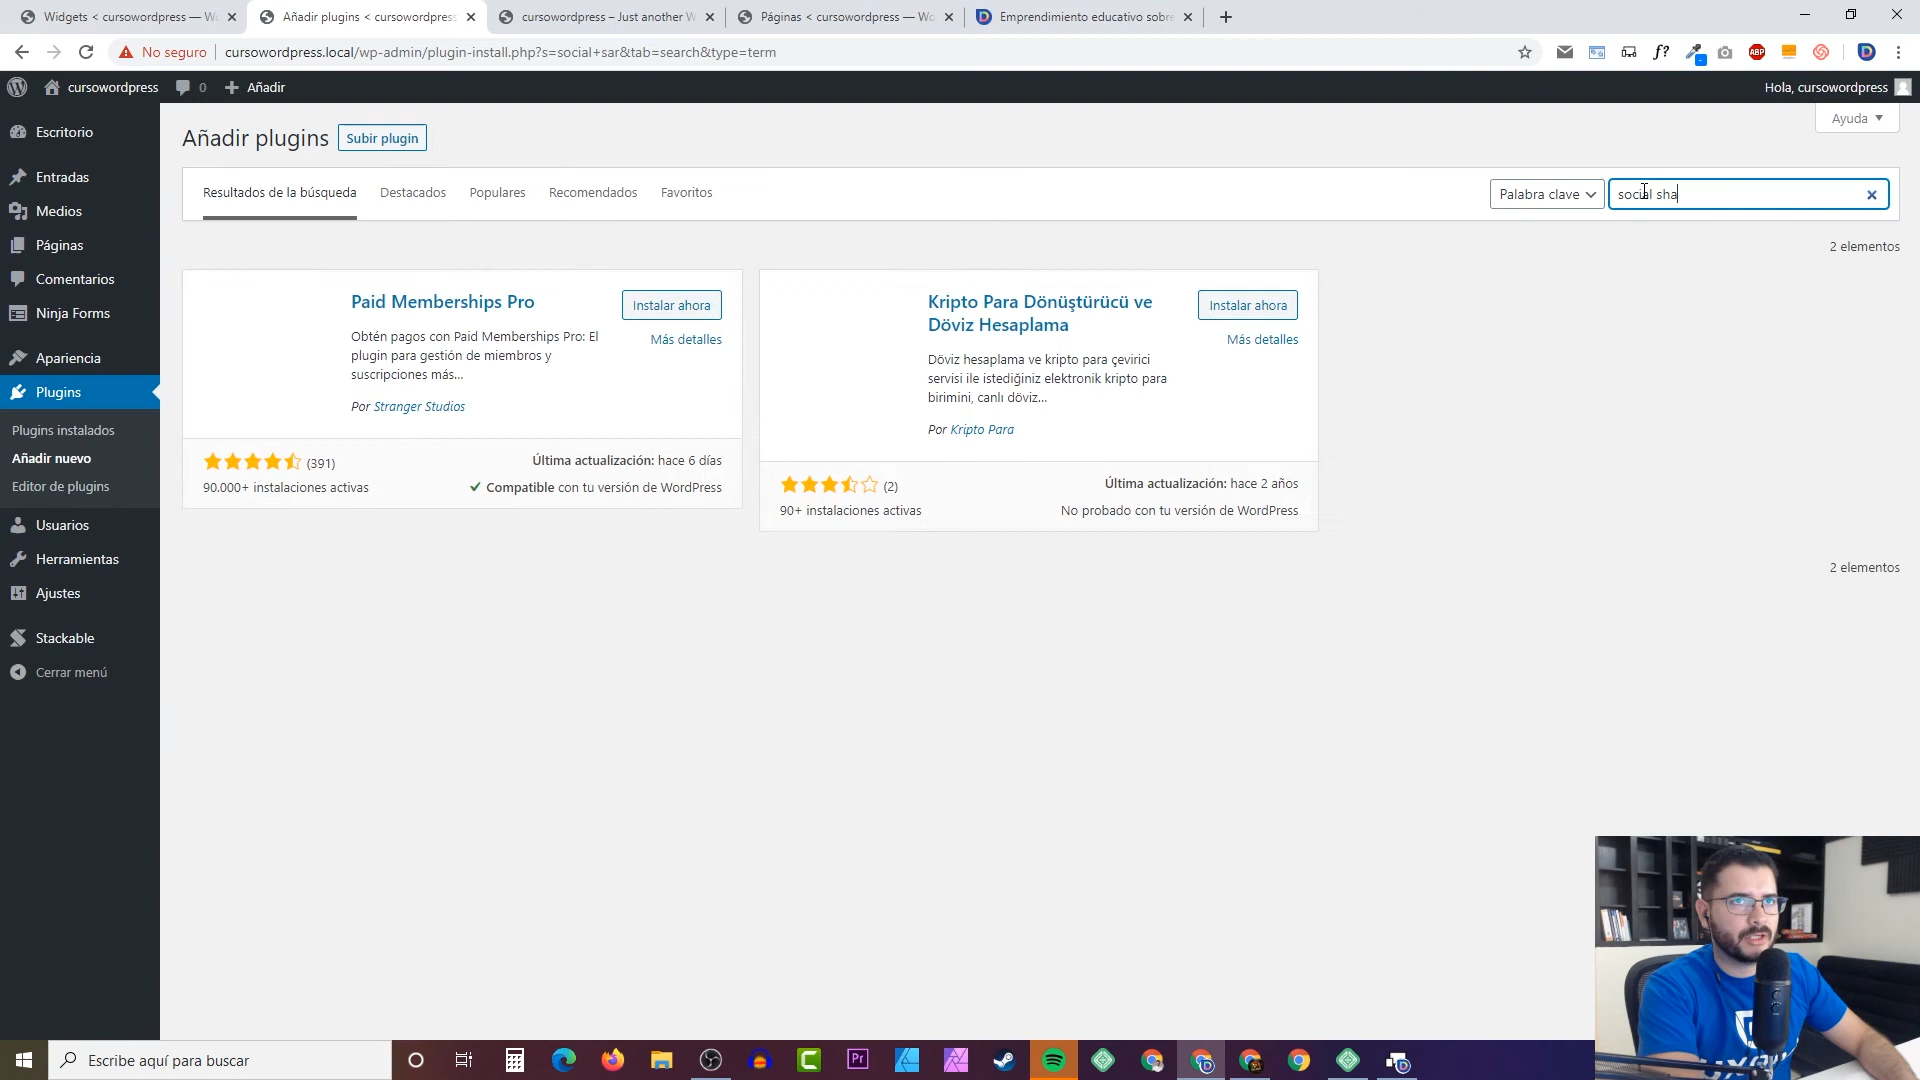 Widgets < cursowordpress — Wo
Añadir plugins < cursowordpress
cursowordpress – Just another W
Páginas < cursowordpress — Wo
Emprendimiento educativo sobre
No seguro
cursowordpress.local/wp-admin/plugin-install.php?s=social+sar&tab=search&type=term
f?
ABP
cursowordpress
0
Añadir
Hola, cursowordpress
Escritorio
Entradas
Medios
Páginas
Comentarios
Ninja Forms
Apariencia
Plugins
Plugins instalados
Añadir nuevo
Editor de plugins
Usuarios
Herramientas
Ajustes
Stackable
Cerrar menú
Añadir plugins
Subir plugin
Ayuda
Resultados de la búsqueda
Destacados
Populares
Recomendados
Favoritos
Palabra clave
social sha
2 elementos
Paid Memberships Pro
Instalar ahora
Más detalles
Obtén pagos con Paid Memberships Pro: El
plugin para gestión de miembros y
suscripciones más...
Por Stranger Studios
(391)
90.000+ instalaciones activas
Última actualización: hace 6 días
Compatible con tu versión de WordPress
Kripto Para Dönüştürücü ve
Döviz Hesaplama
Instalar ahora
Más detalles
Döviz hesaplama ve kripto para çevirici
servisi ile istediğiniz elektronik kripto para
birimini, canlı döviz...
Por Kripto Para
(2)
90+ instalaciones activas
Última actualización: hace 2 años
No probado con tu versión de WordPress
2 elementos
Escribe aquí para buscar
Pr